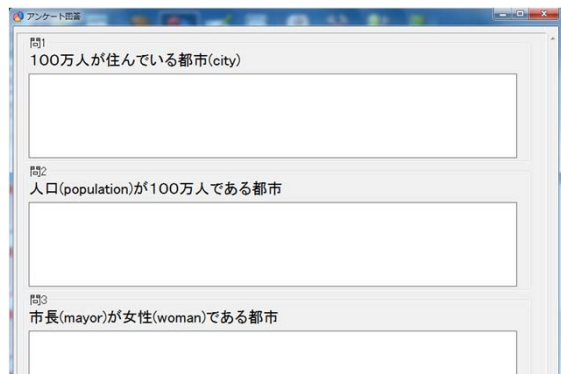 アンケート回答
問1
100万人が住んでいる都市(city)
問2
人口(population)が100万人である都市
問3
市長(mayor)が女性(woman)である都市